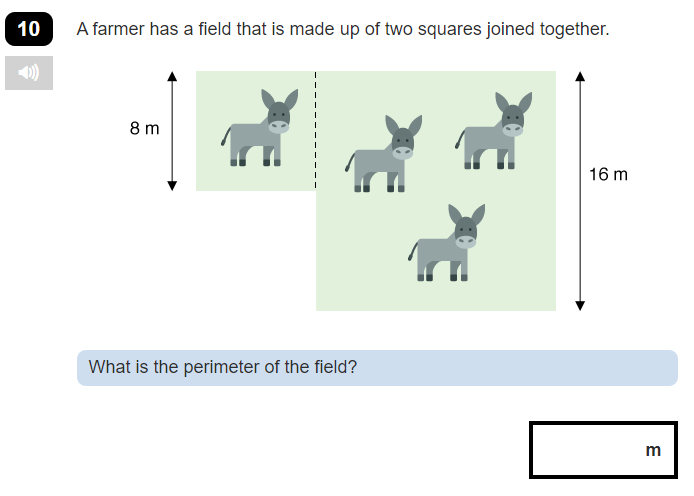 10
A farmer has a field that is made up of two squares joined together.
8 m
16 m
What is the perimeter of the field?
m